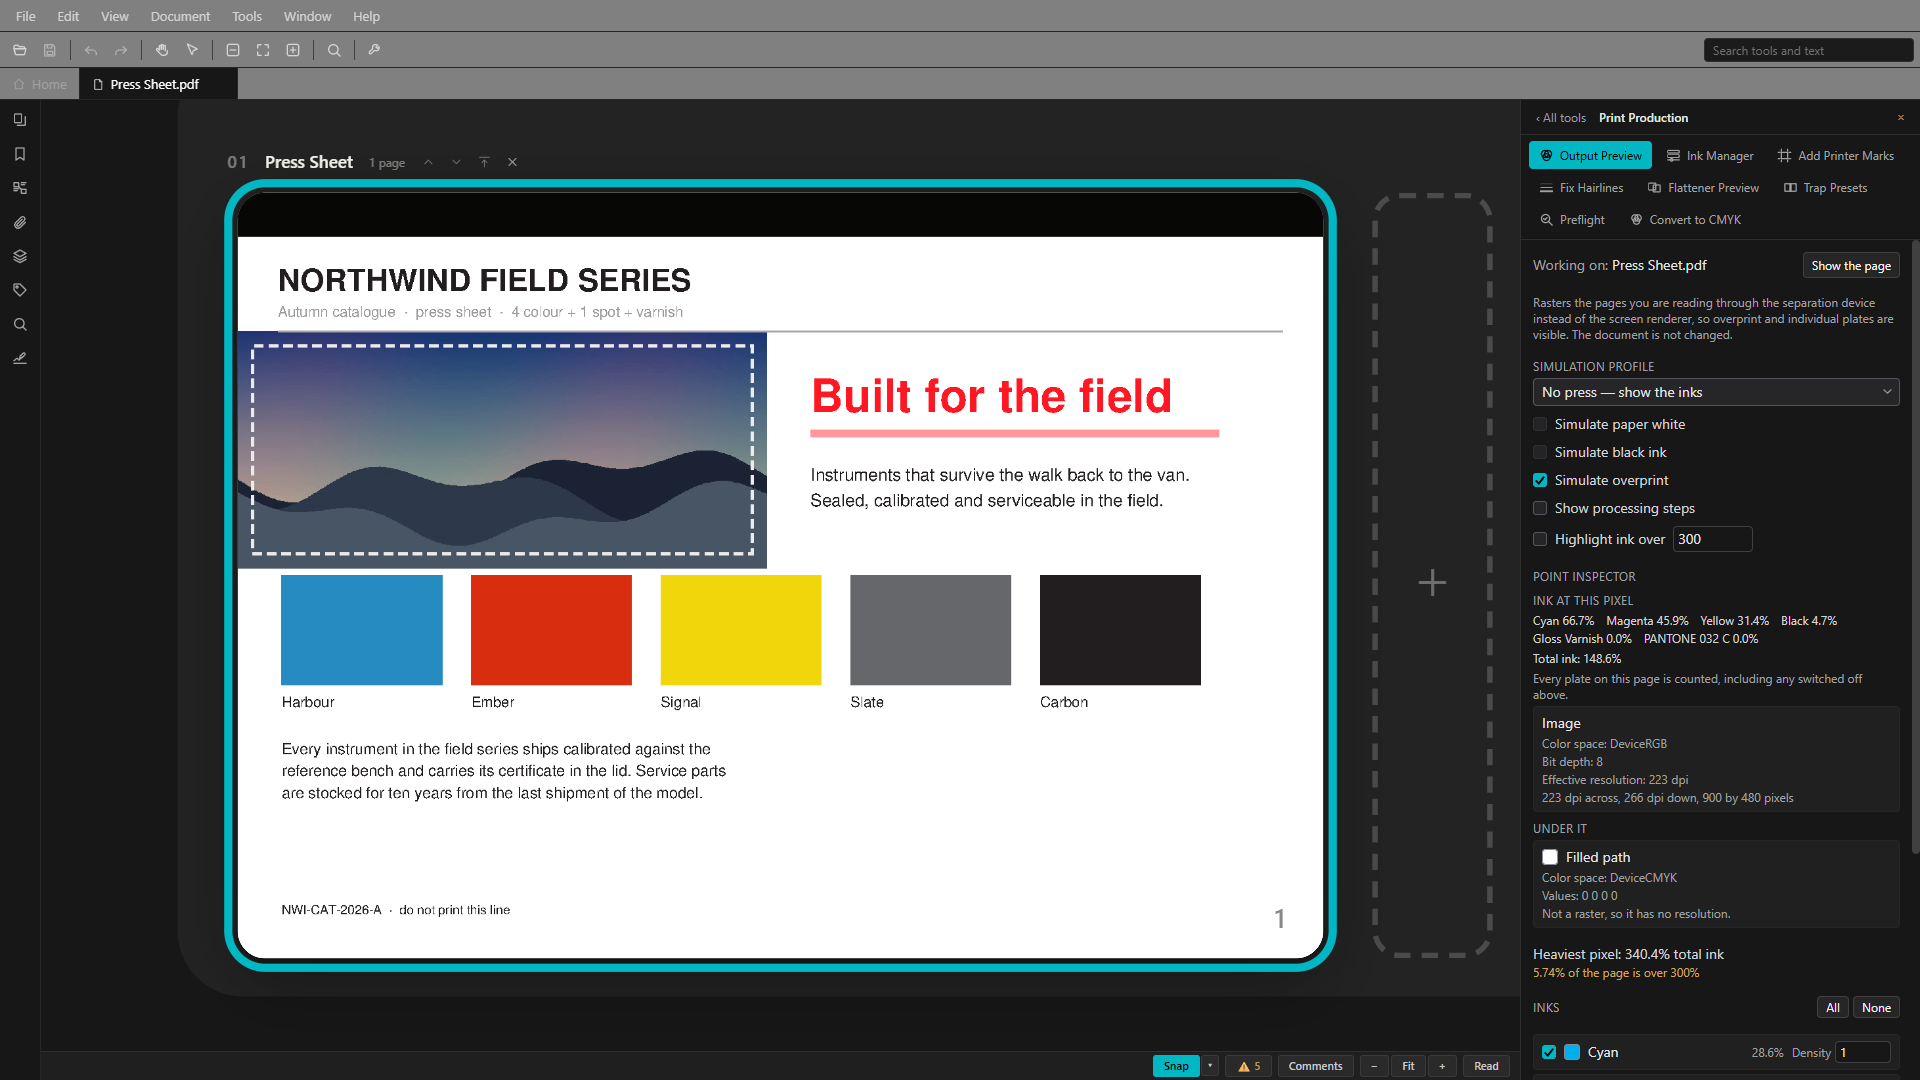 File Edit View Document Tools Window Help
Search tools and text
Home Press Sheet.pdf
‹ All tools Print Production
Output Preview Ink Manager Add Printer Marks
Fix Hairlines Flattener Preview Trap Presets
Preflight Convert to CMYK
01 Press Sheet 1 page
NORTHWIND FIELD SERIES
Autumn catalogue · press sheet · 4 colour + 1 spot + varnish
Built for the field
Instruments that survive the walk back to the van.
Sealed, calibrated and serviceable in the field.
Harbour Ember Signal Slate Carbon
Every instrument in the field series ships calibrated against the
reference bench and carries its certificate in the lid. Service parts
are stocked for ten years from the last shipment of the model.
NWI-CAT-2026-A · do not print this line
1
Working on: Press Sheet.pdf Show the page
Rasters the pages you are reading through the separation device
instead of the screen renderer, so overprint and individual plates are
visible. The document is not changed.
SIMULATION PROFILE
No press — show the inks
Simulate paper white
Simulate black ink
Simulate overprint
Show processing steps
Highlight ink over 300
POINT INSPECTOR
INK AT THIS PIXEL
Cyan 66.7% Magenta 45.9% Yellow 31.4% Black 4.7%
Gloss Varnish 0.0% PANTONE 032 C 0.0%
Total ink: 148.6%
Every plate on this page is counted, including any switched off
above.
Image
Color space: DeviceRGB
Bit depth: 8
Effective resolution: 223 dpi
223 dpi across, 266 dpi down, 900 by 480 pixels
UNDER IT
Filled path
Color space: DeviceCMYK
Values: 0 0 0 0
Not a raster, so it has no resolution.
Heaviest pixel: 340.4% total ink
5.74% of the page is over 300%
INKS All None
Cyan 28.6% Density 1
Snap 5 Comments − Fit + Read